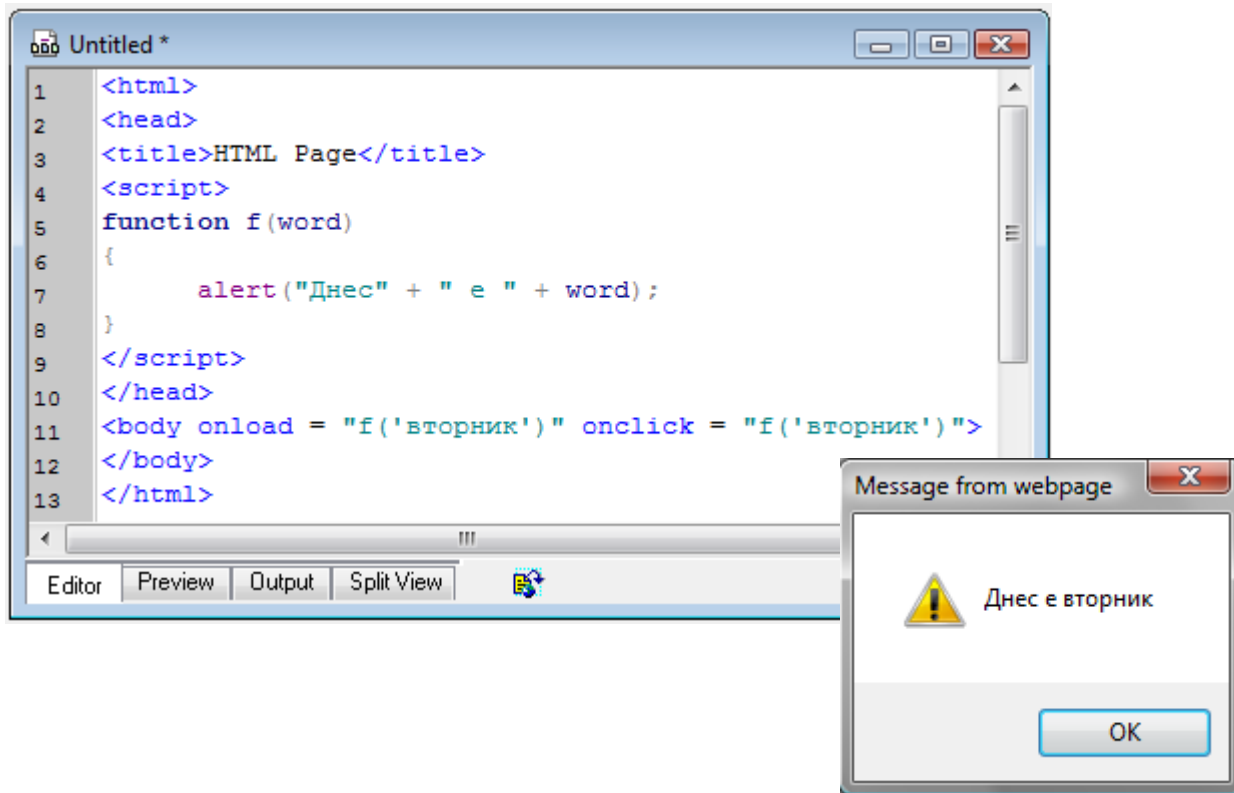 Untitled *
1 <html>
2 <head>
3 <title>HTML Page</title>
4 <script>
5 function f(word)
6 {
7 alert("Днес" + " е " + word);
8 }
9 </script>
10 </head>
11 <body onload = "f('вторник')" onclick = "f('вторник')">
12 </body>
13 </html>
Editor Preview Output Split View
Message from webpage
Днес е вторник
OK